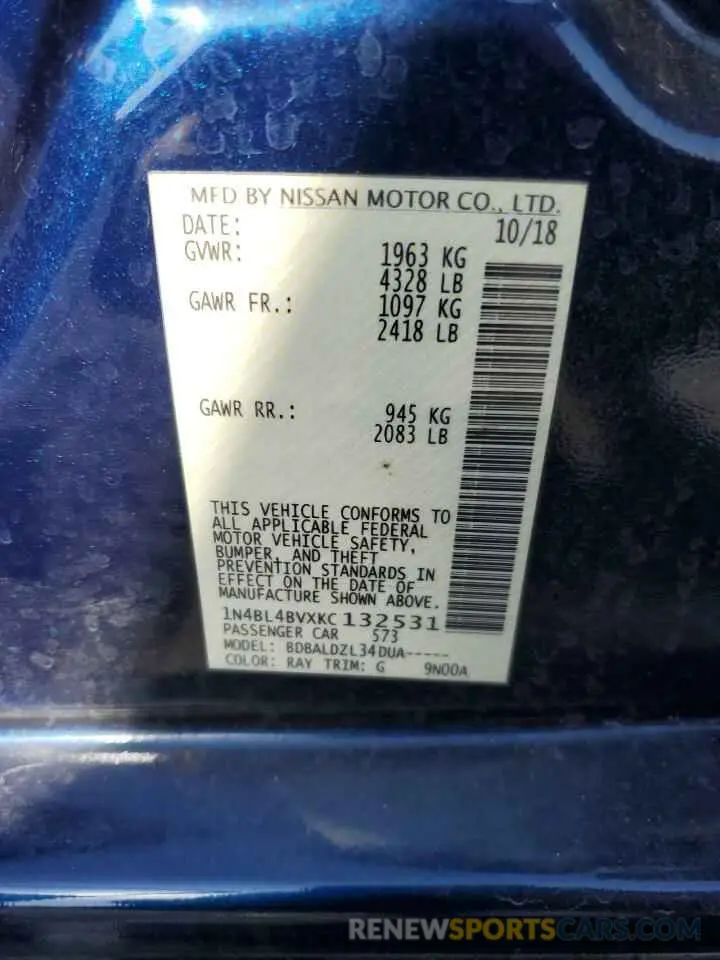 MFD BY NISSAN MOTOR CO., LTD.
DATE: 10/18
GVWR: 1963 KG
4328 LB
GAWR FR.: 1097 KG
2418 LB
GAWR RR.: 945 KG
2083 LB
THIS VEHICLE CONFORMS TO
ALL APPLICABLE FEDERAL
MOTOR VEHICLE SAFETY,
BUMPER, AND THEFT
PREVENTION STANDARDS IN
EFFECT ON THE DATE OF
MANUFACTURE SHOWN ABOVE.
1N4BL4BVXKC132531
PASSENGER CAR 573
MODEL: BDBALDZL34DUA-----
COLOR: RAY TRIM: G 9N00A
RENEWSPORTSCARS.COM